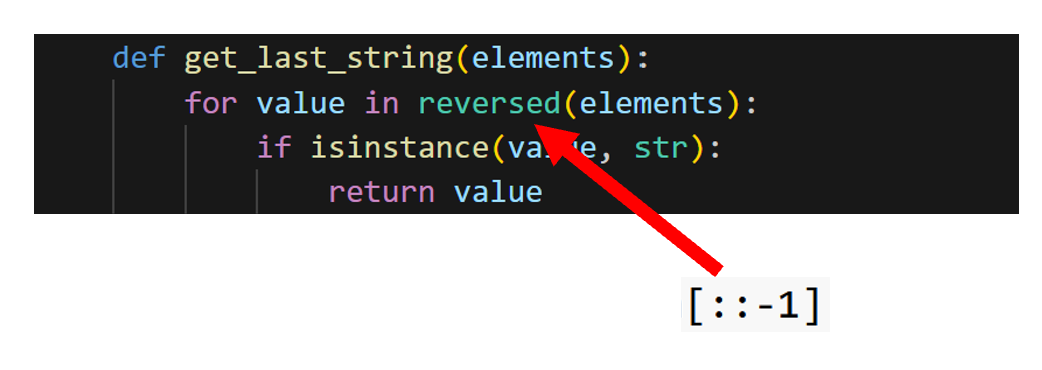 def get_last_string(elements):
for value in reversed(elements):
if isinstance(value, str):
return value
[::-1]